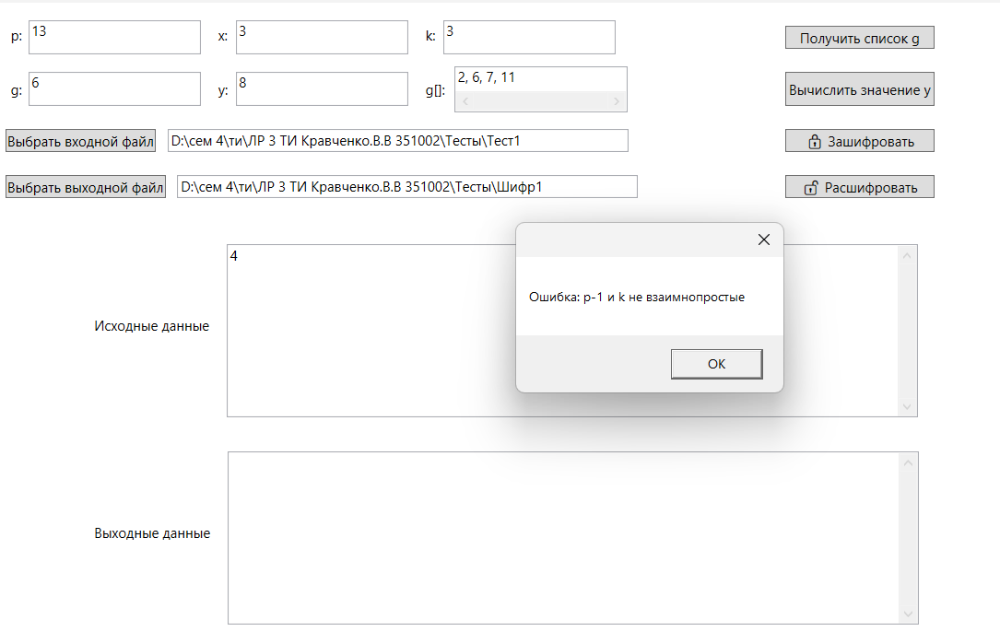 p: 13 x: 3 k: 3 Получить список g
g: 6 y: 8 g[]: 2, 6, 7, 11 Вычислить значение y
Выбрать входной файл D:\сем 4\ти\ЛР 3 ТИ Кравченко.В.В 351002\Тесты\Тест1 Зашифровать
Выбрать выходной файл D:\сем 4\ти\ЛР 3 ТИ Кравченко.В.В 351002\Тесты\Шифр1 Расшифровать
4
Ошибка: p-1 и k не взаимнопростые
Исходные данные
OK
Выходные данные